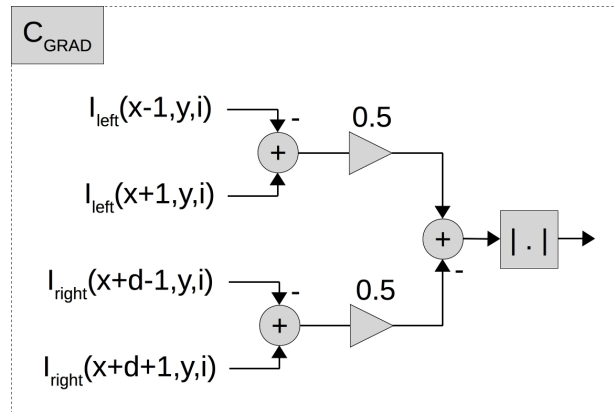 C_GRAD
I_left(x-1,y,i)
-
0.5
+
I_left(x+1,y,i)
+
|.|
I_right(x+d-1,y,i)
-
0.5
-
+
I_right(x+d+1,y,i)